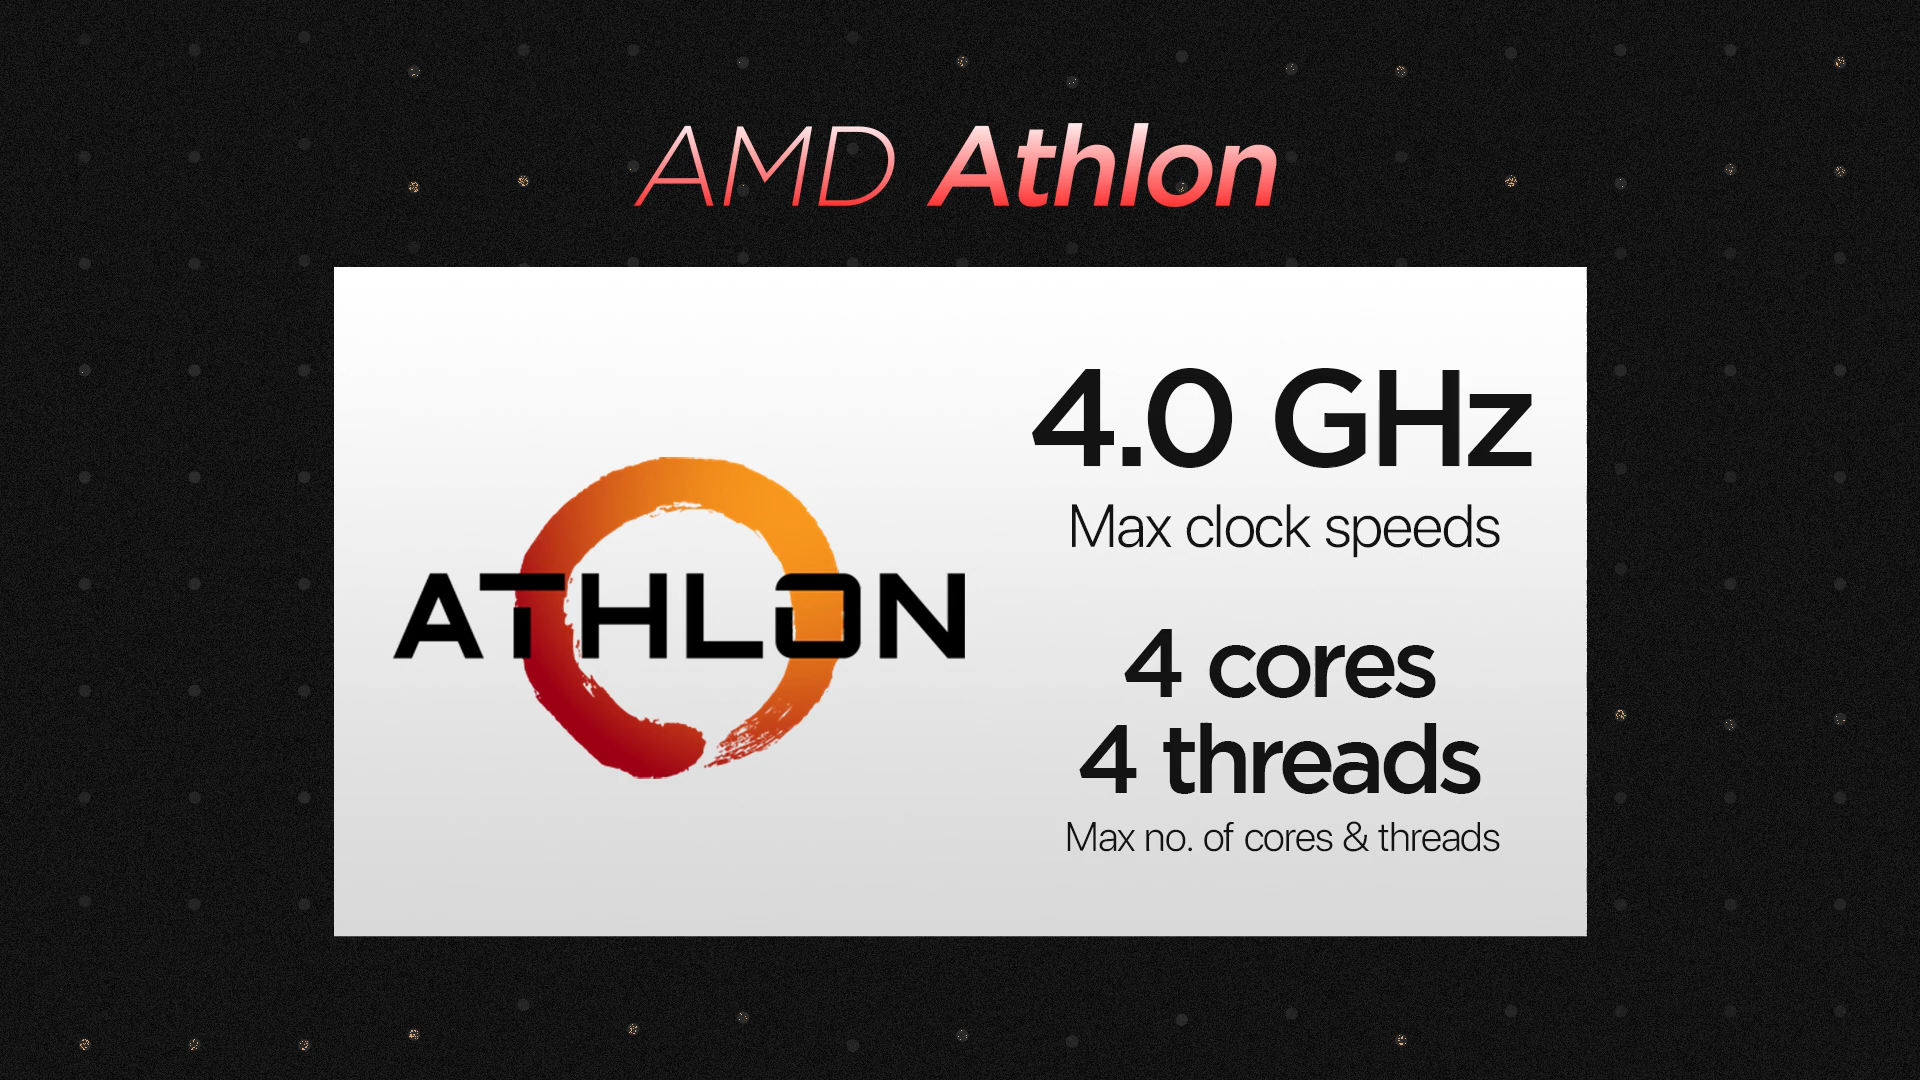 AMD Athlon
ATHLON
4.0 GHz
Max clock speeds
4 cores
4 threads
Max no. of cores & threads